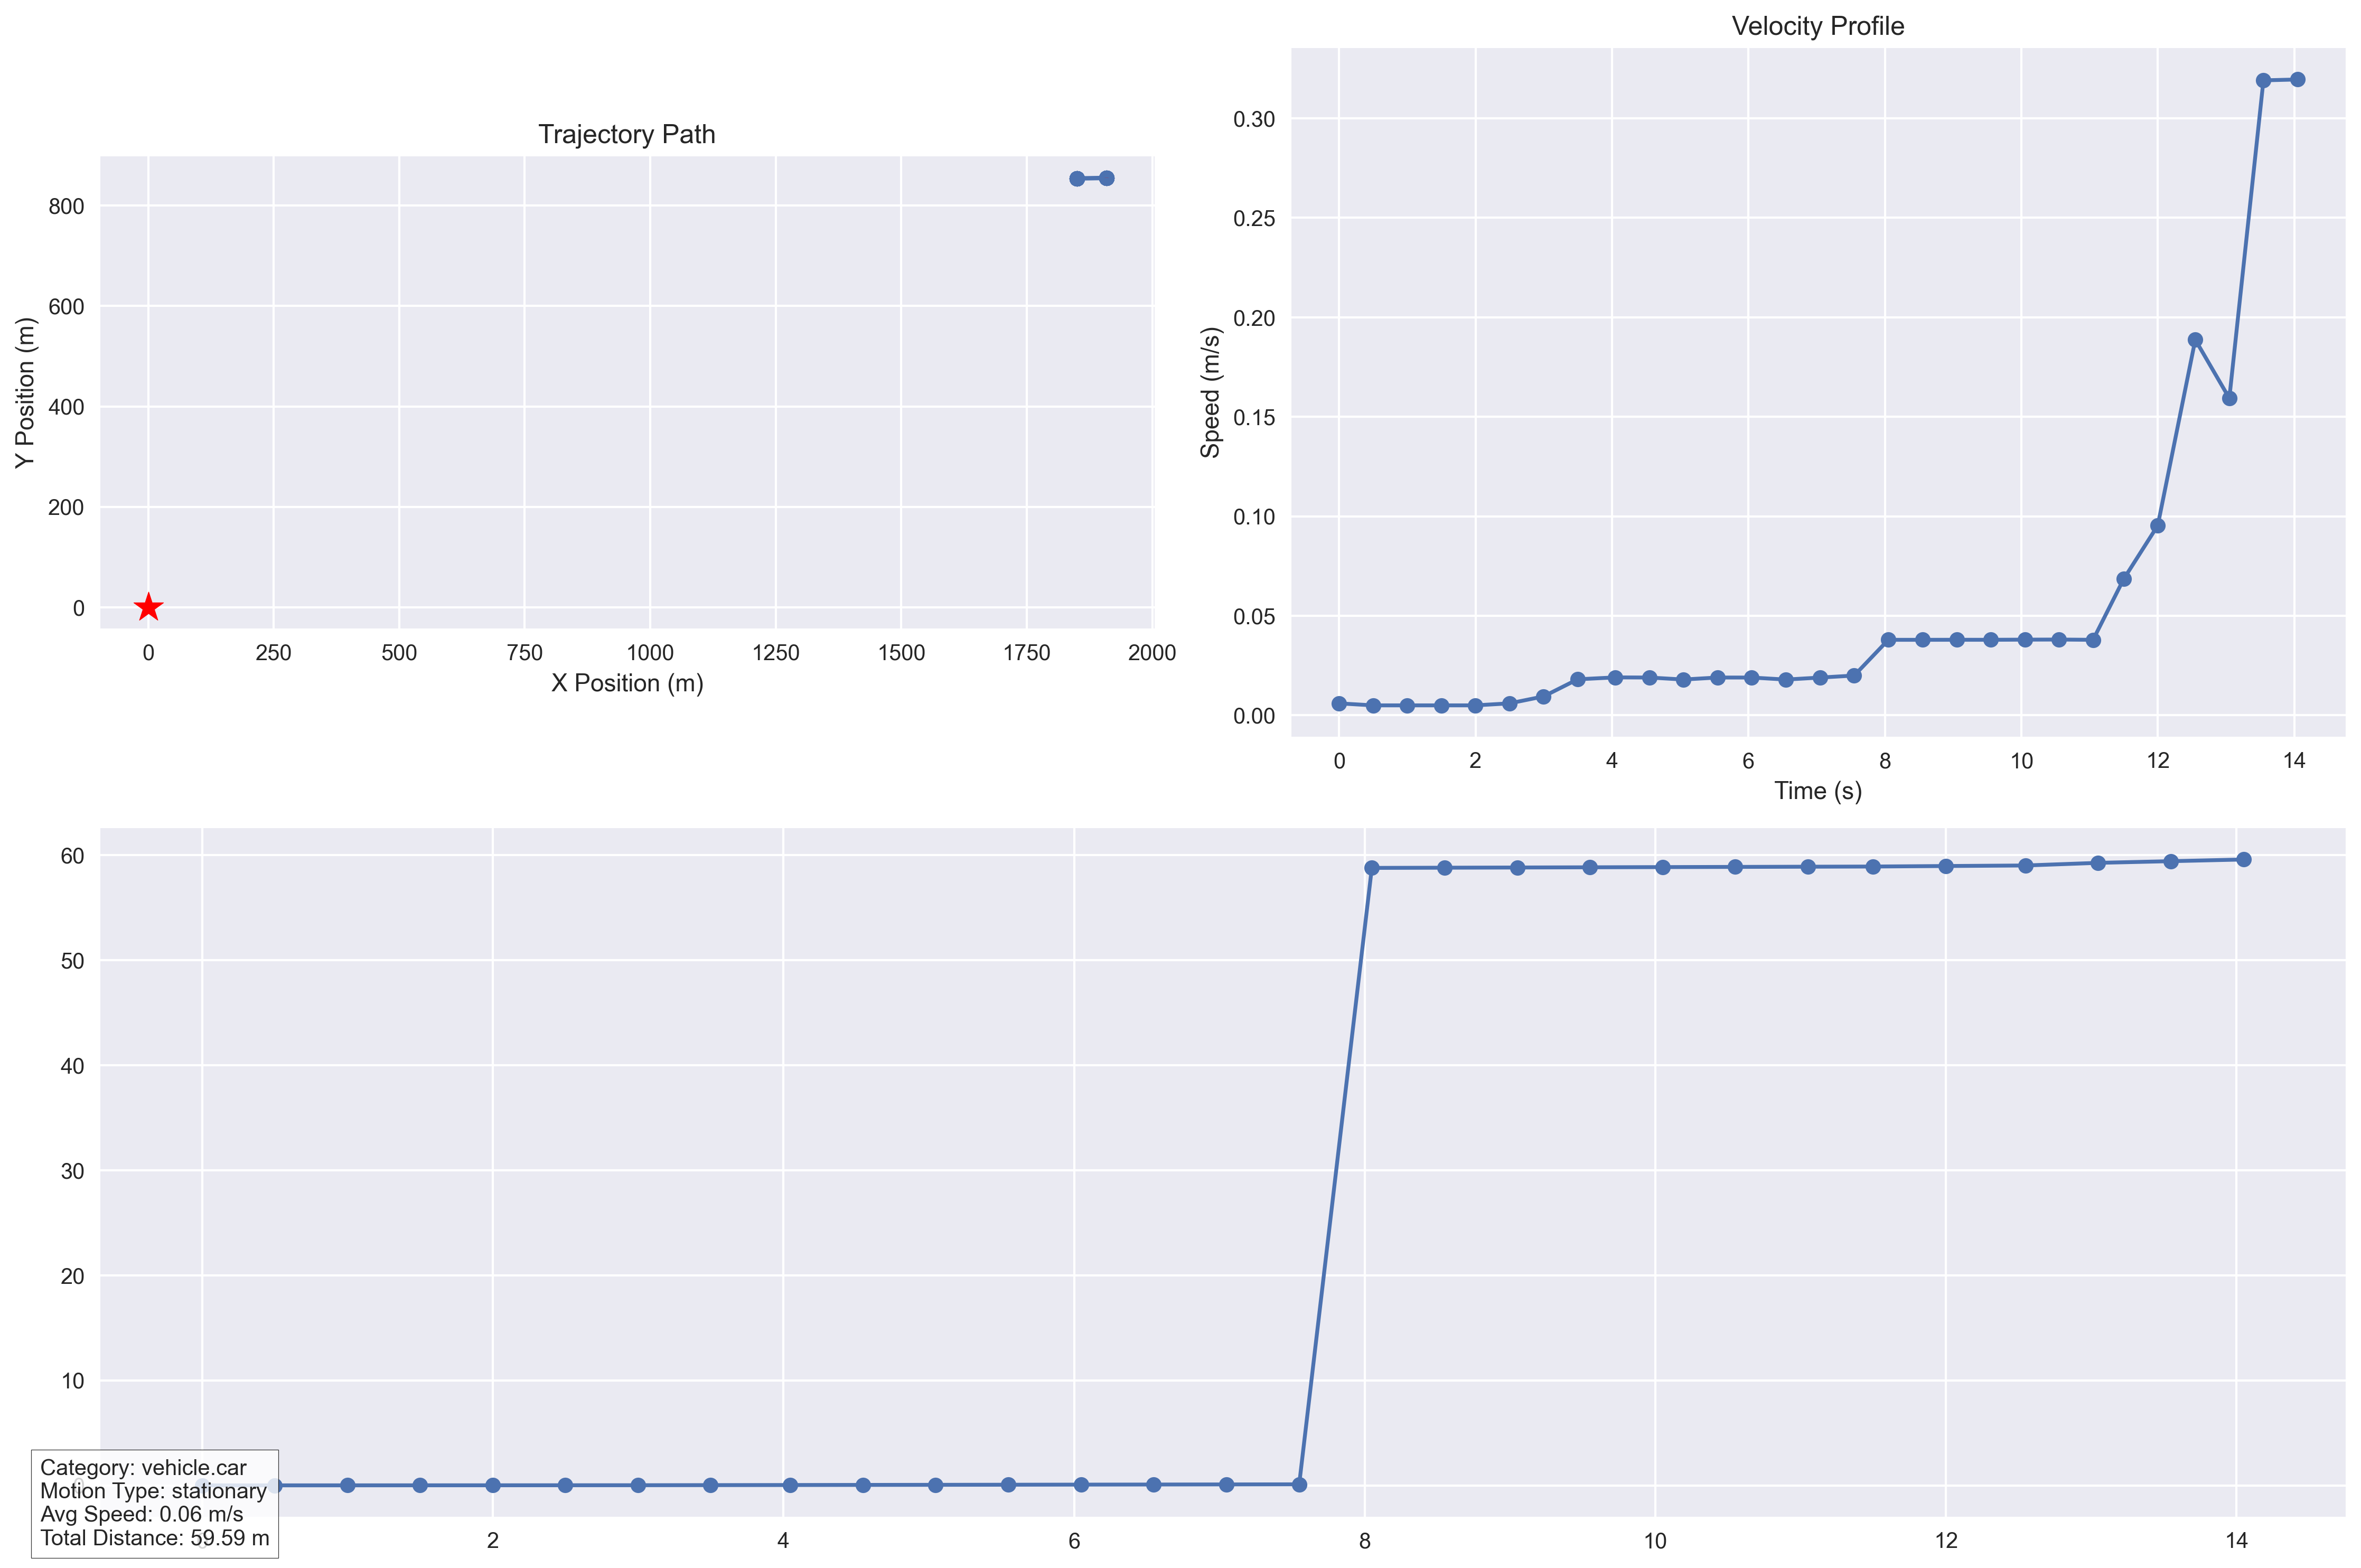 Velocity Profile
Trajectory Path
Y Position (m)
800
600
400
200
0
0 250 500 750 1000 1250 1500 1750 2000
X Position (m)
Speed (m/s)
0.30
0.25
0.20
0.15
0.10
0.05
0.00
0 2 4 6 8 10 12 14
Time (s)
60
50
40
30
20
10
0
2 4 6 8 10 12 14
Category: vehicle.car
Motion Type: stationary
Avg Speed: 0.06 m/s
Total Distance: 59.59 m